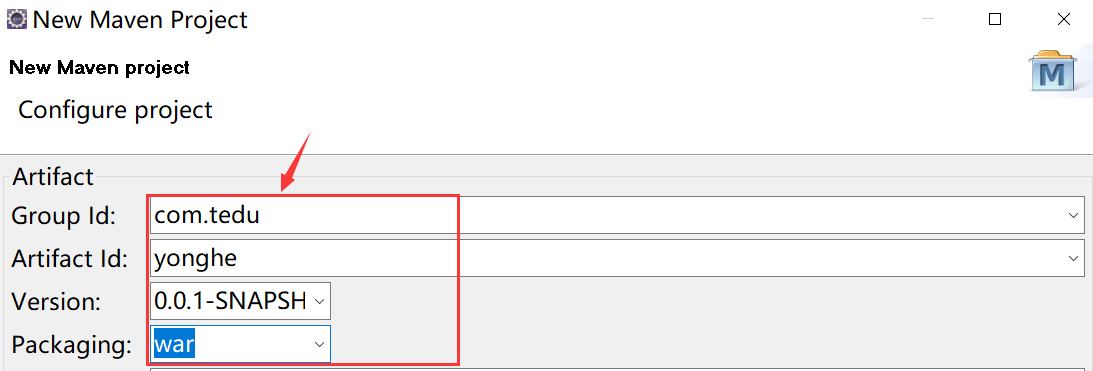 New Maven Project
New Maven project
Configure project
M
Artifact
Group Id: com.tedu
Artifact Id: yonghe
Version: 0.0.1-SNAPSH
Packaging: war